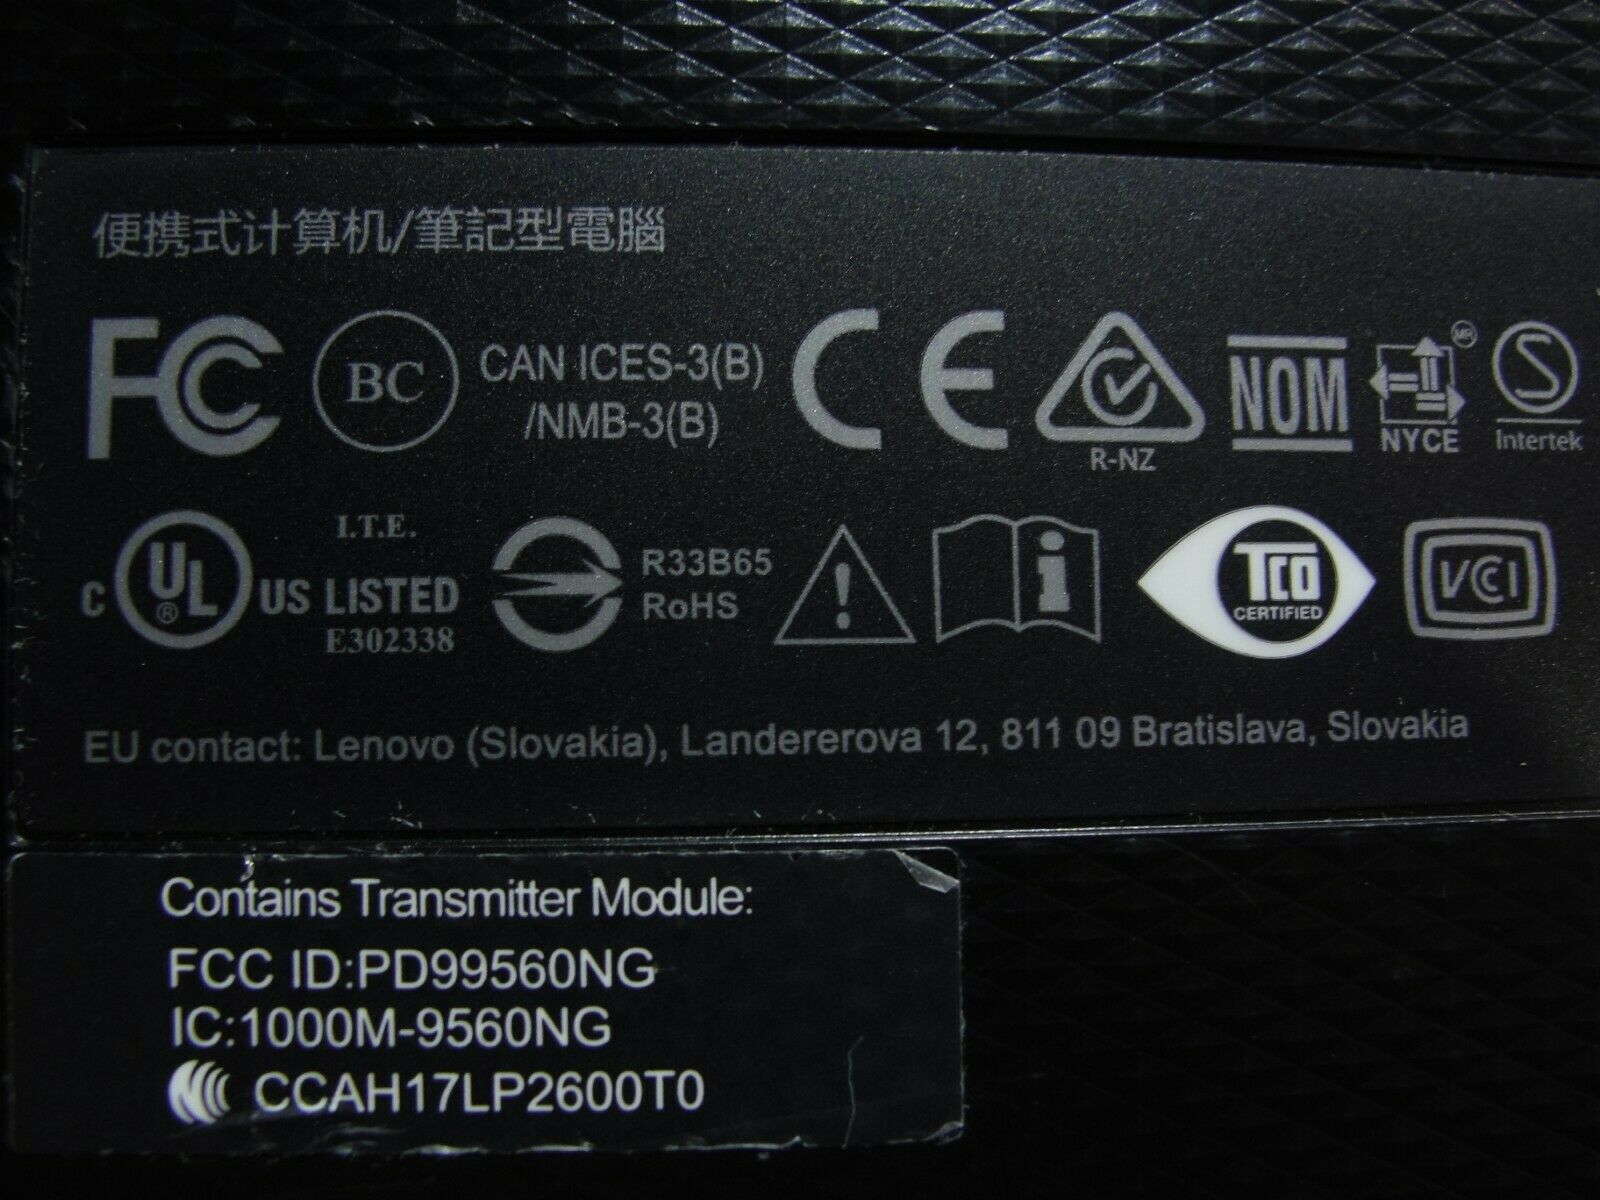 便携式计算机/筆記型電腦
FC BC CAN ICES-3(B) CE R-NZ NOM NYCE MR S Intertek
/NMB-3(B)
C UL ® US LISTED I.T.E. E302338
R33B65
RoHS
! i TCO CERTIFIED VCCI
EU contact: Lenovo (Slovakia), Landererova 12, 811 09 Bratislava, Slovakia
Contains Transmitter Module:
FCC ID:PD99560NG
IC:1000M-9560NG
CCAH17LP2600T0